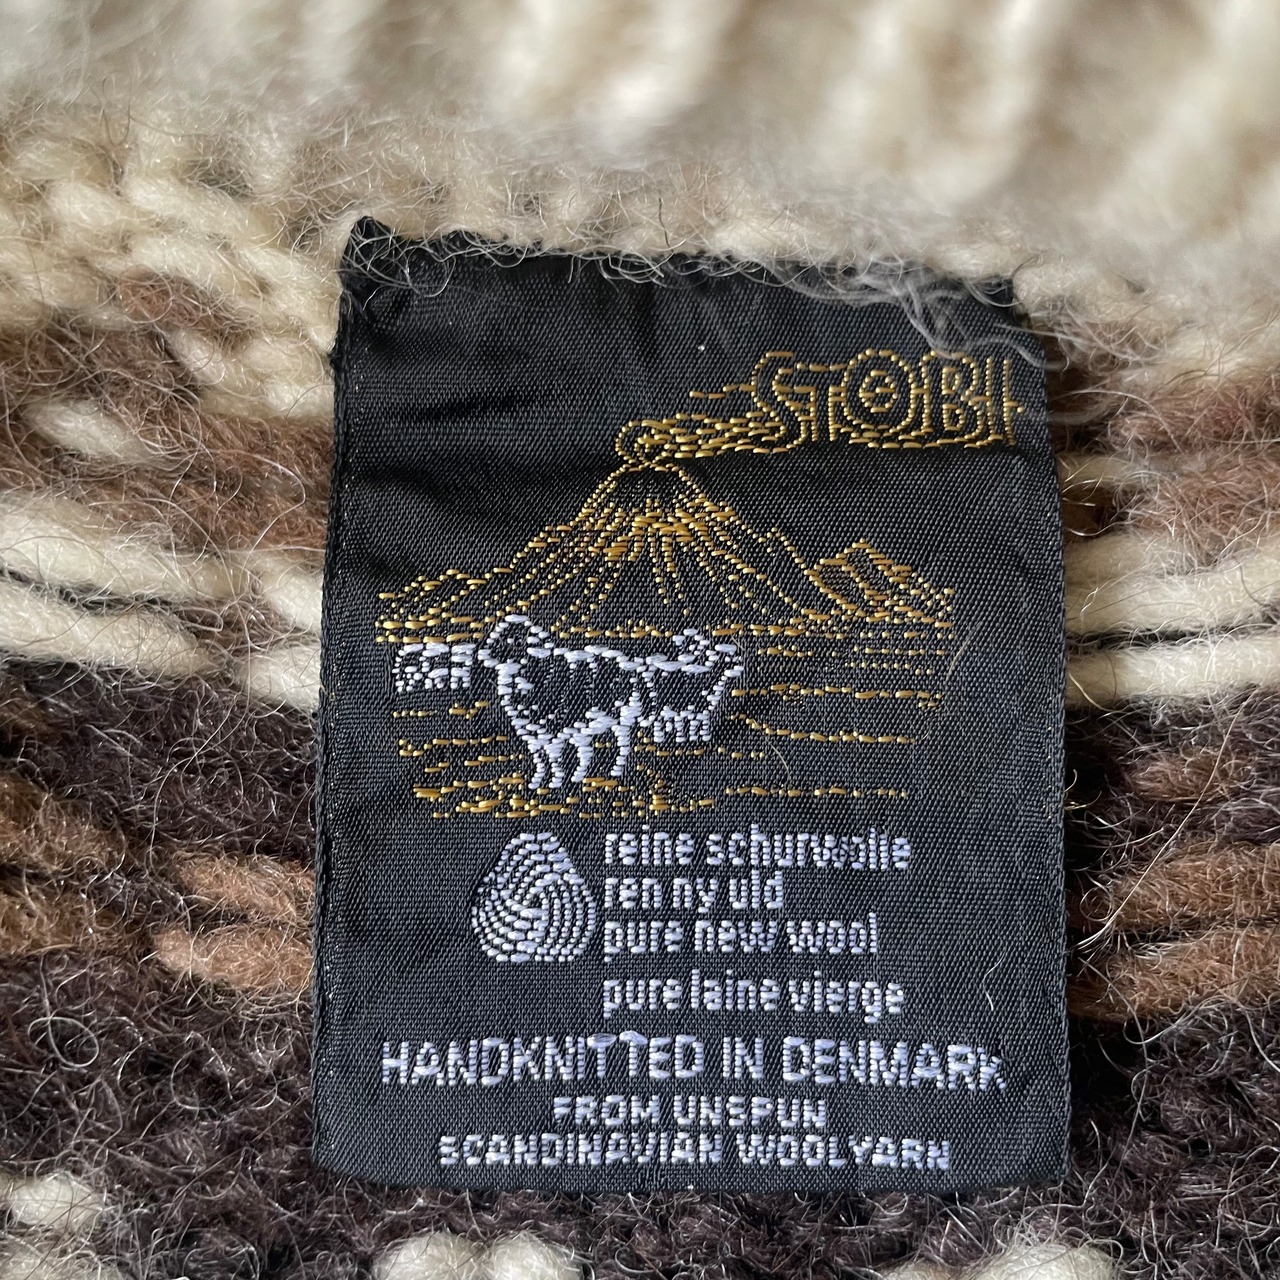 STOBI
reine schurwolle
ren ny uld
pure new wool
pure laine vierge
HANDKNITTED IN DENMARK
FROM UNSPUN
SCANDINAVIAN WOOLYARN